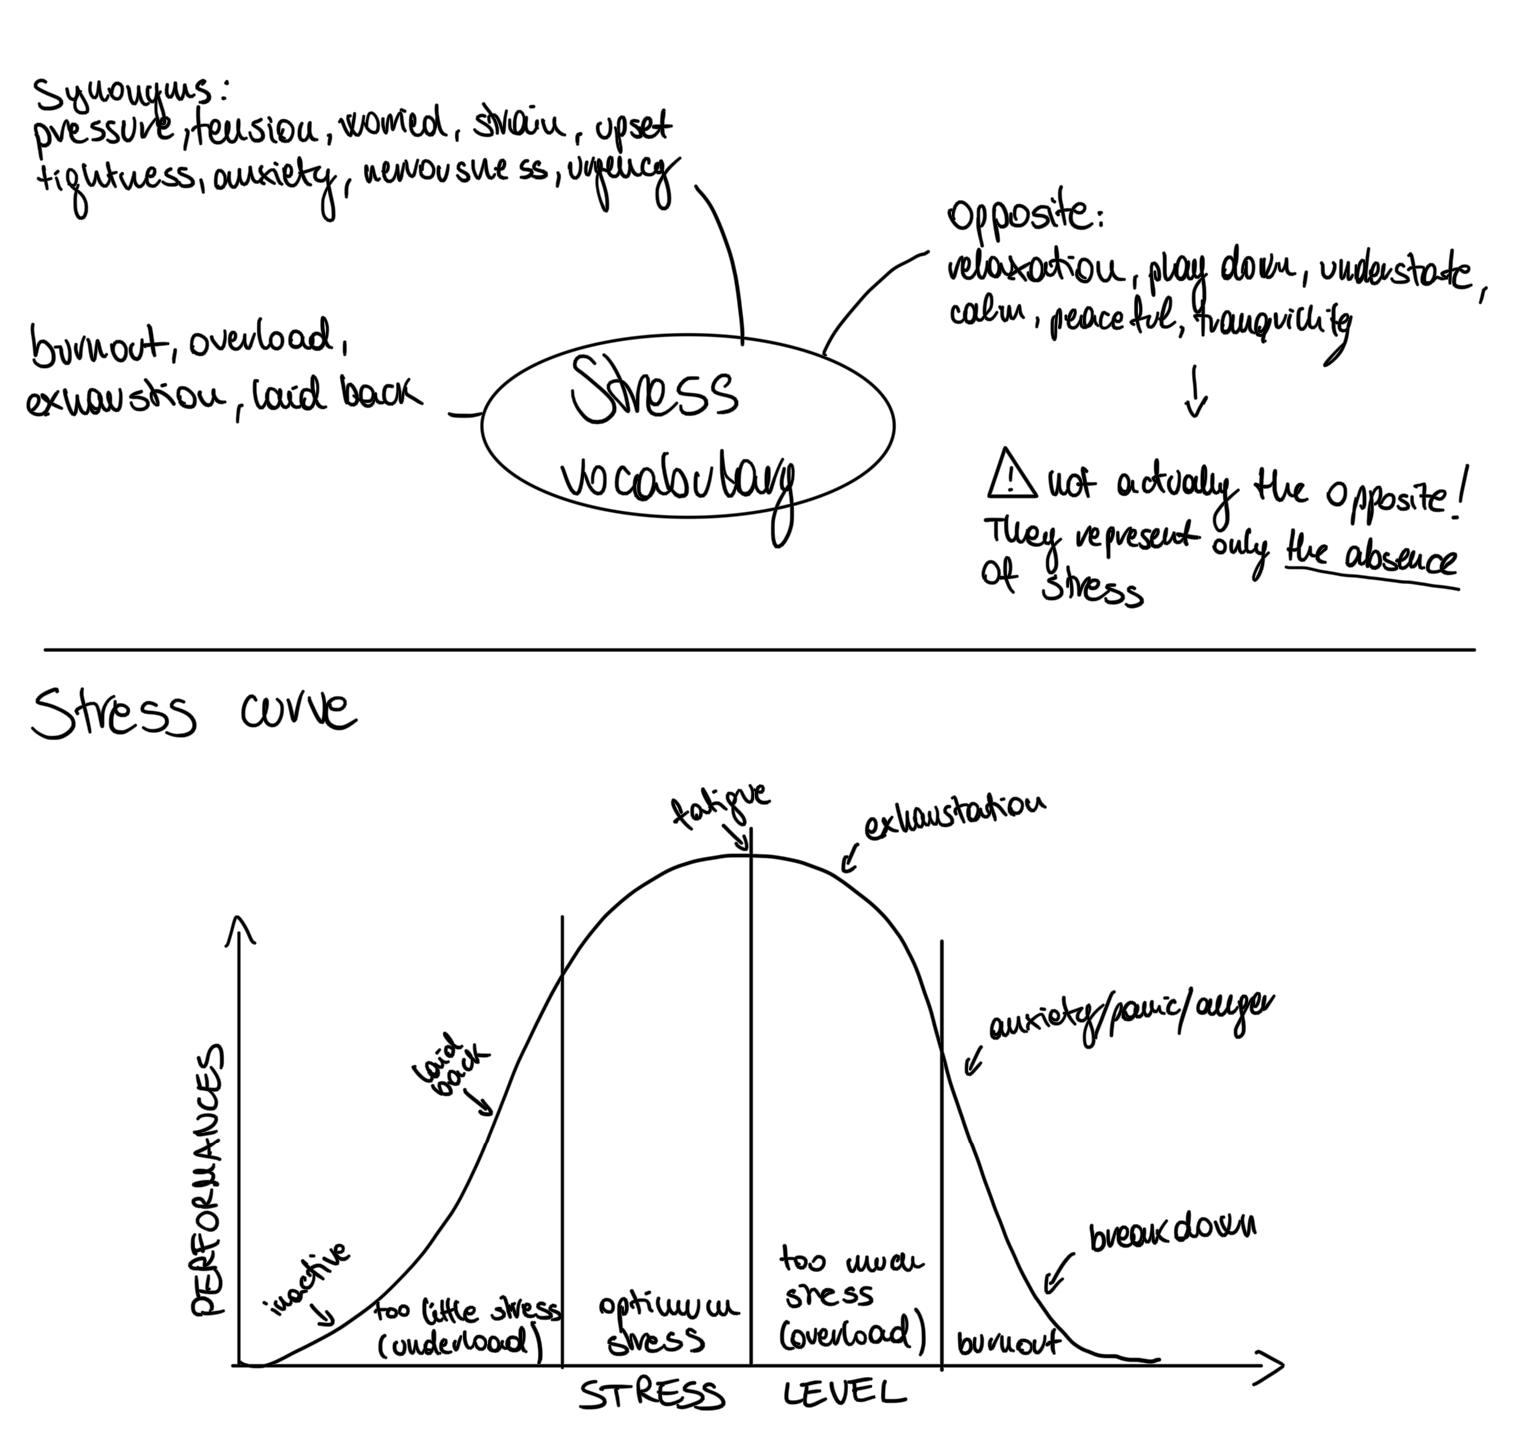 Synonyms:
pressure, tension, worried, strain, upset
tightness, anxiety, nervousness, urgency
Opposite:
relaxation, play down, understate,
calm, peaceful, tranquillity
burnout, overload,
exhaustion, laid back
Stress
vocabulary
⚠ not actually the opposite!
They represent only the absence
of stress
Stress curve
fatigue
exhaustation
anxiety/panic/anger
laid
back
breakdown
inactive
too little stress
(underload)
optimum
stress
too much
stress
(overload)
burnout
PERFORMANCES
STRESS LEVEL